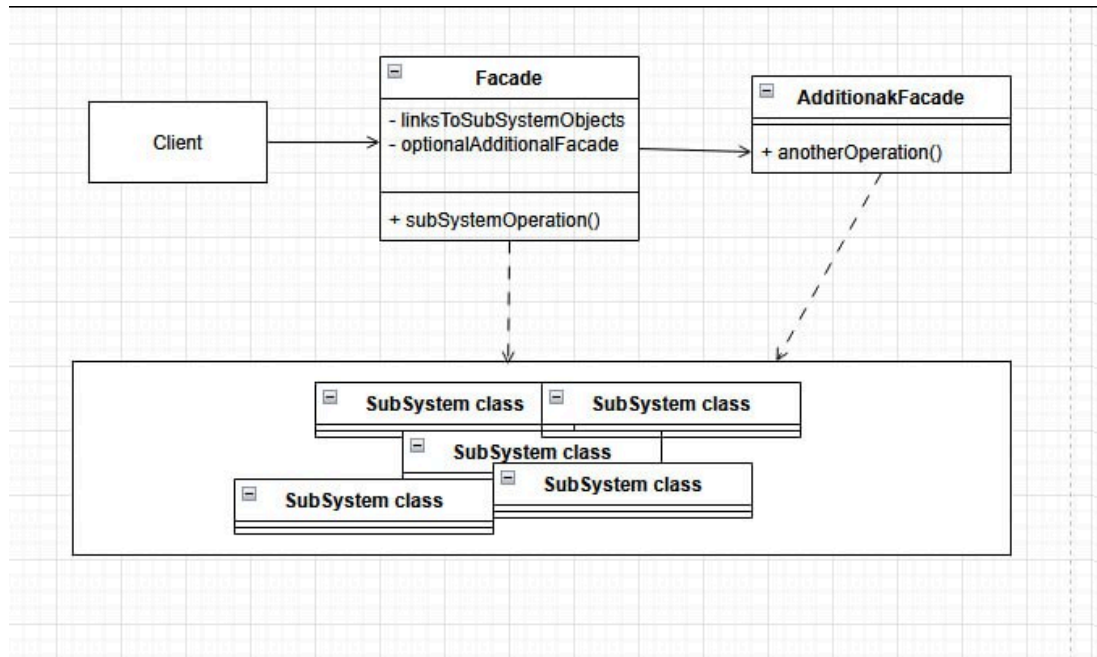 Client
Facade
- linksToSubSystemObjects
- optionalAdditionalFacade
+ subSystemOperation()
AdditionakFacade
+ anotherOperation()
SubSystem class
SubSystem class
SubSystem class
SubSystem class
SubSystem class